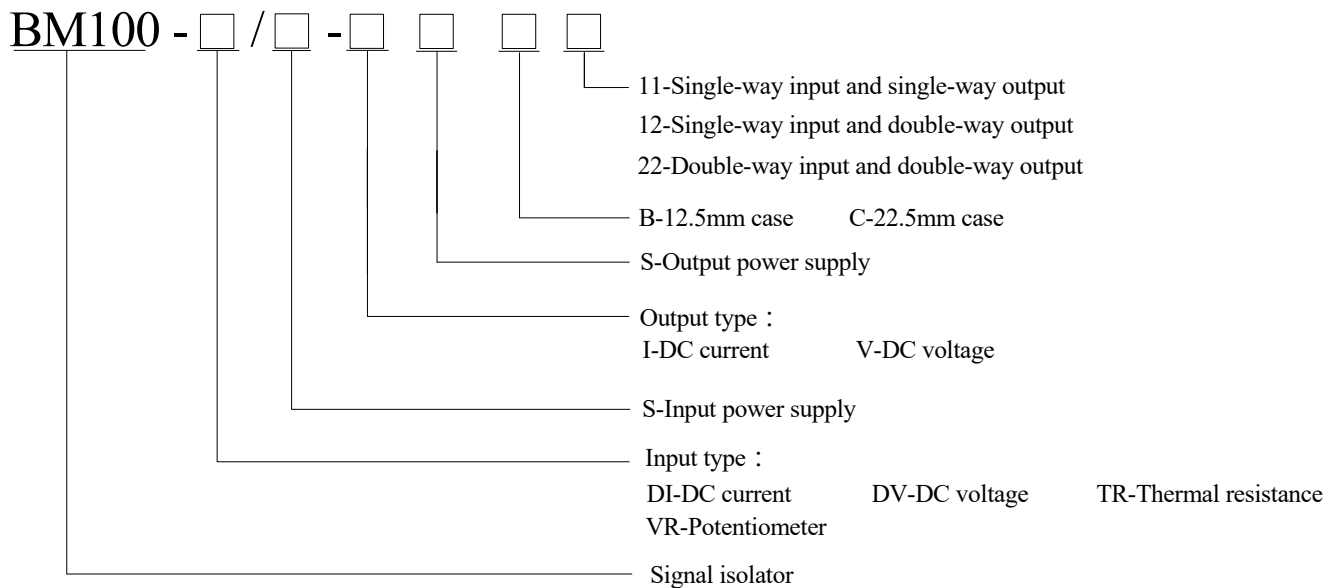 BM100 - □ / □ - □ □ □ □
11-Single-way input and single-way output
12-Single-way input and double-way output
22-Double-way input and double-way output
B-12.5mm case C-22.5mm case
S-Output power supply
Output type：
I-DC current V-DC voltage
S-Input power supply
Input type：
DI-DC current DV-DC voltage TR-Thermal resistance
VR-Potentiometer
Signal isolator